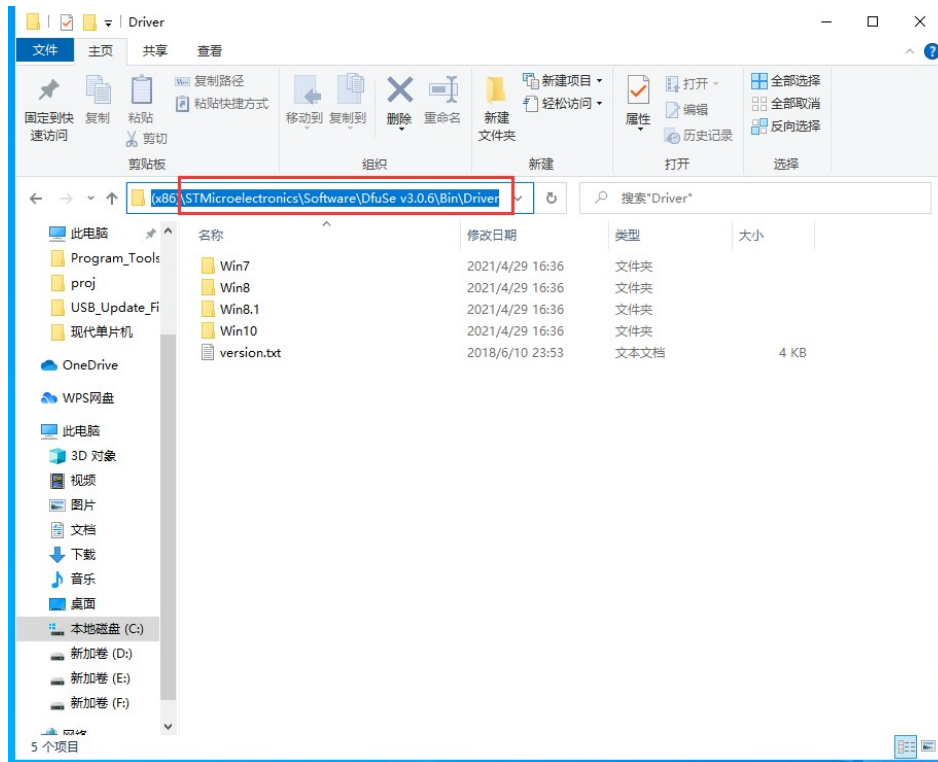 Driver
文件 主页 共享 查看
固定到快速访问 复制 粘贴 复制路径 粘贴快捷方式 剪切 移动到 复制到 删除 重命名 新建文件夹 新建项目 轻松访问 属性 打开 编辑 历史记录 全部选择 全部取消 反向选择
剪贴板 组织 新建 打开 选择
(x86)\STMicroelectronics\Software\DfuSe v3.0.6\Bin\Driver 搜索"Driver"
此电脑
Program_Tools
proj
USB_Update_Fi
现代单片机
OneDrive
WPS网盘
此电脑
3D 对象
视频
图片
文档
下载
音乐
桌面
本地磁盘 (C:)
新加卷 (D:)
新加卷 (E:)
新加卷 (F:)
网络
名称 修改日期 类型 大小
Win7 2021/4/29 16:36 文件夹
Win8 2021/4/29 16:36 文件夹
Win8.1 2021/4/29 16:36 文件夹
Win10 2021/4/29 16:36 文件夹
version.txt 2018/6/10 23:53 文本文档 4 KB
5 个项目